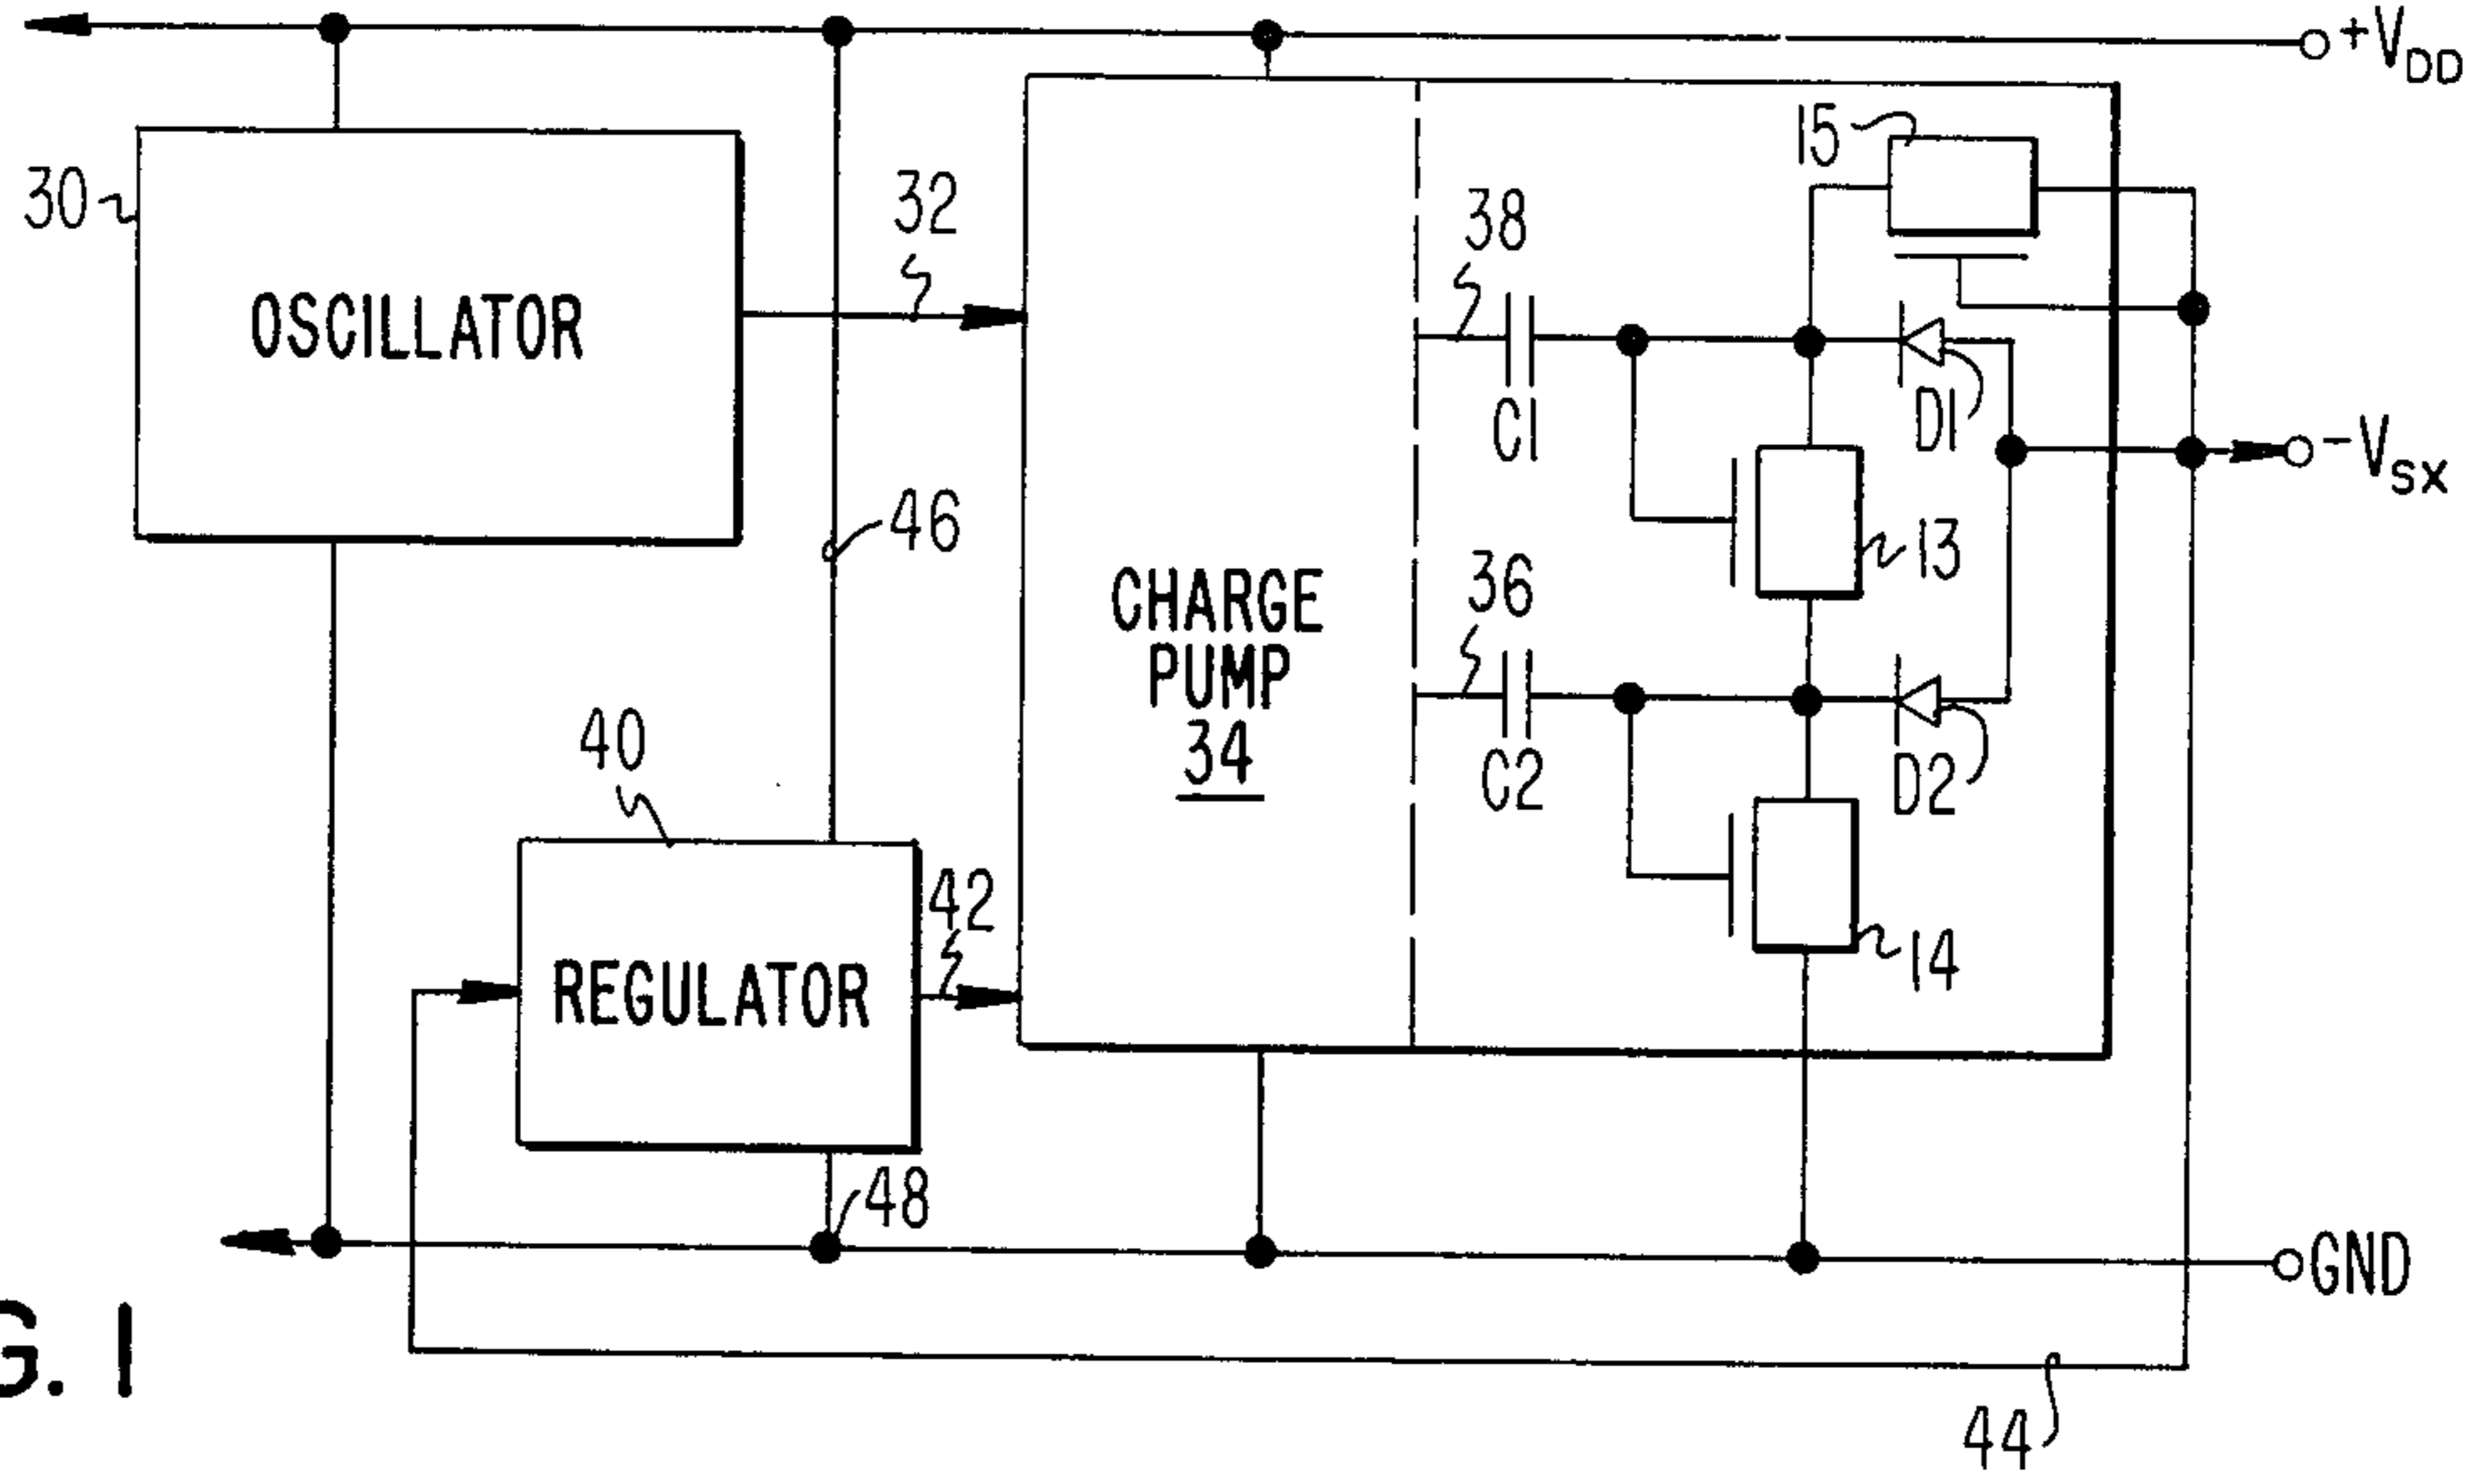 +VDD
15
30
32
38
OSCILLATOR
C1
D1
-VSX
46
13
CHARGE
PUMP
34
36
40
C2
D2
42
14
REGULATOR
48
GND
G. 1
44